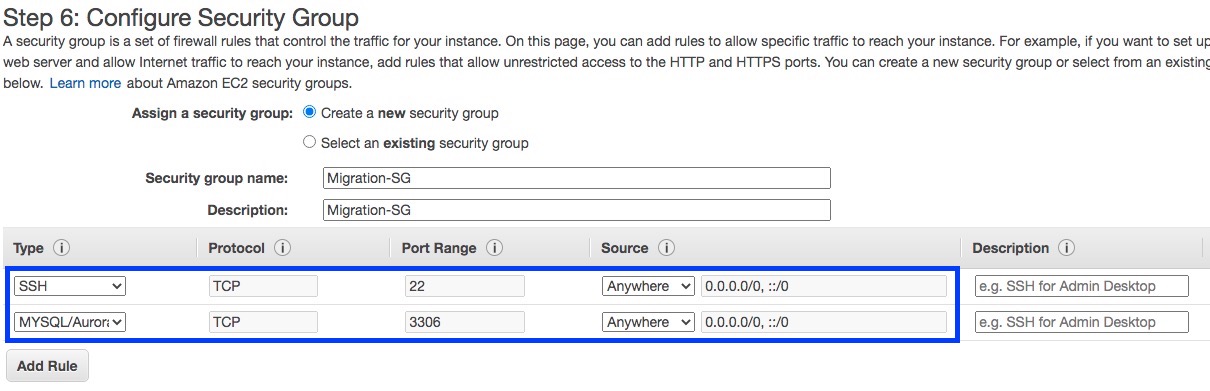 Step 6: Configure Security Group
A security group is a set of firewall rules that control the traffic for your instance. On this page, you can add rules to allow specific traffic to reach your instance. For example, if you want to set up
web server and allow Internet traffic to reach your instance, add rules that allow unrestricted access to the HTTP and HTTPS ports. You can create a new security group or select from an existing
below. Learn more about Amazon EC2 security groups.
Assign a security group: Create a new security group
Select an existing security group
Security group name: Migration-SG
Description: Migration-SG
Type i Protocol i Port Range i Source i Description i
SSH TCP 22 Anywhere 0.0.0.0/0, ::/0 e.g. SSH for Admin Desktop
MYSQL/Aurora TCP 3306 Anywhere 0.0.0.0/0, ::/0 e.g. SSH for Admin Desktop
Add Rule